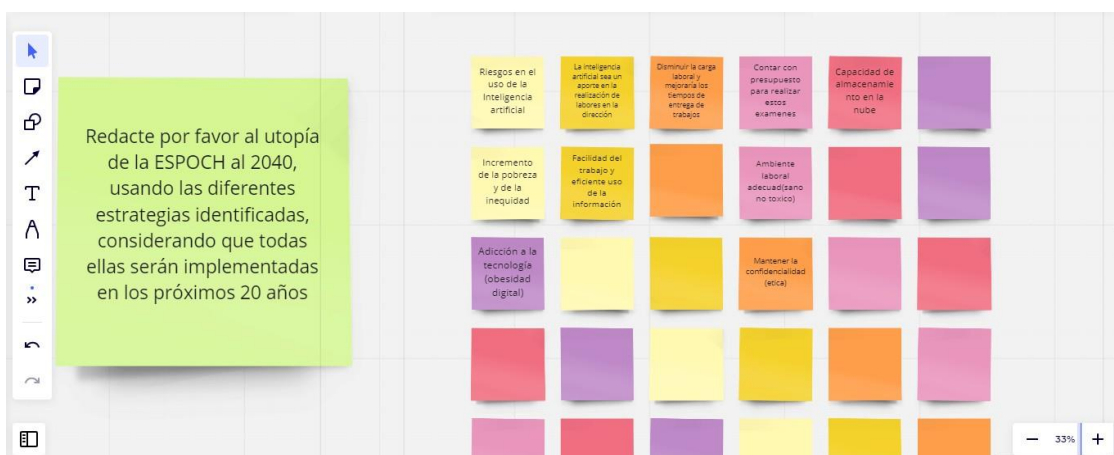 Redacte por favor al utopía
de la ESPOCH al 2040,
usando las diferentes
estrategias identificadas,
considerando que todas
ellas serán implementadas
en los próximos 20 años
Riesgos en el
uso de la
Inteligencia
artificial
La inteligencia
artificial sea un
aporte en la
realización de
labores en la
dirección
Disminuir la carga
laboral y
mejoraría los
tiempos de
entrega de
trabajos
Contar con
presupuesto
para realizar
estos
examenes
Capacidad de
almacenamie
nto en la
nube
Incremento
de la pobreza
y de la
inequidad
Facilidad del
trabajo y
eficiente uso
de la
información
Ambiente
laboral
adecuad(sano
no toxico)
Adicción a la
tecnología
(obesidad
digital)
Mantener la
confidencialidad
(etica)
33%